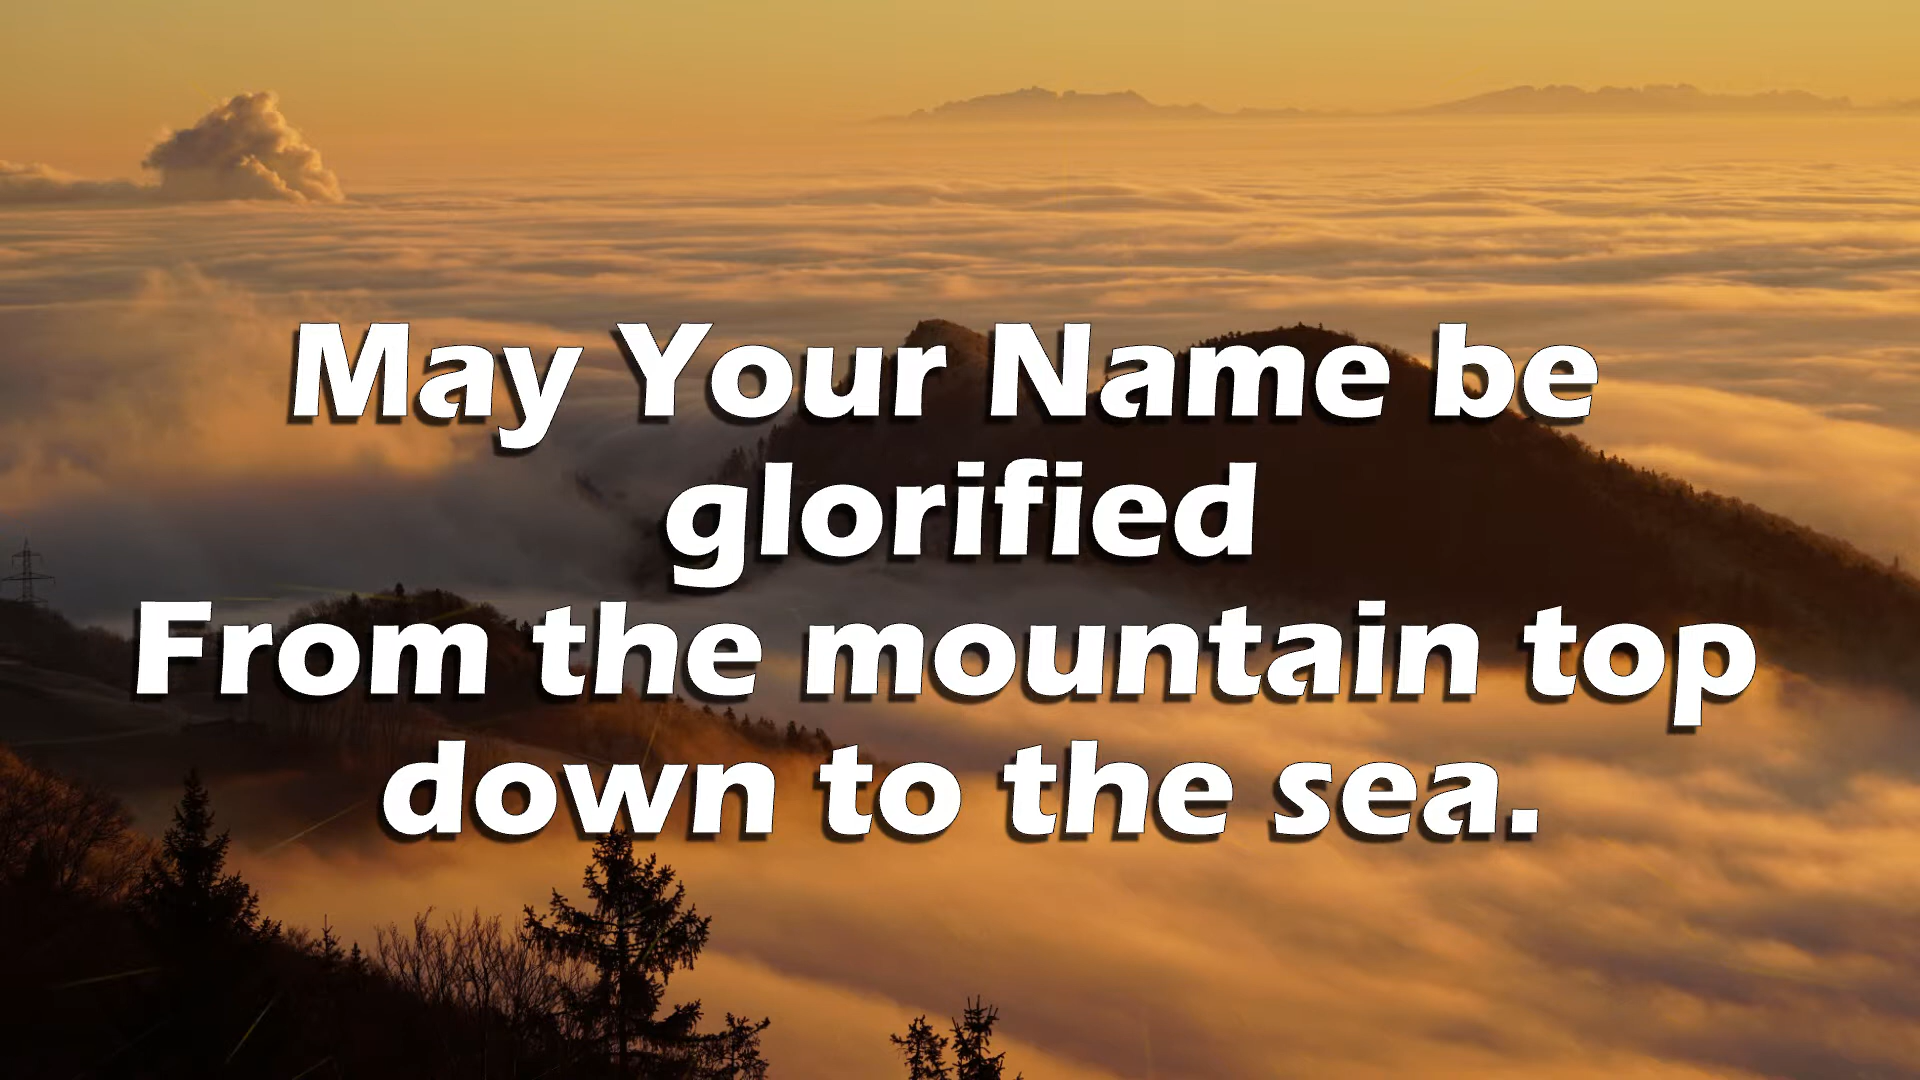 May Your Name be
glorified
From the mountain top
down to the sea.